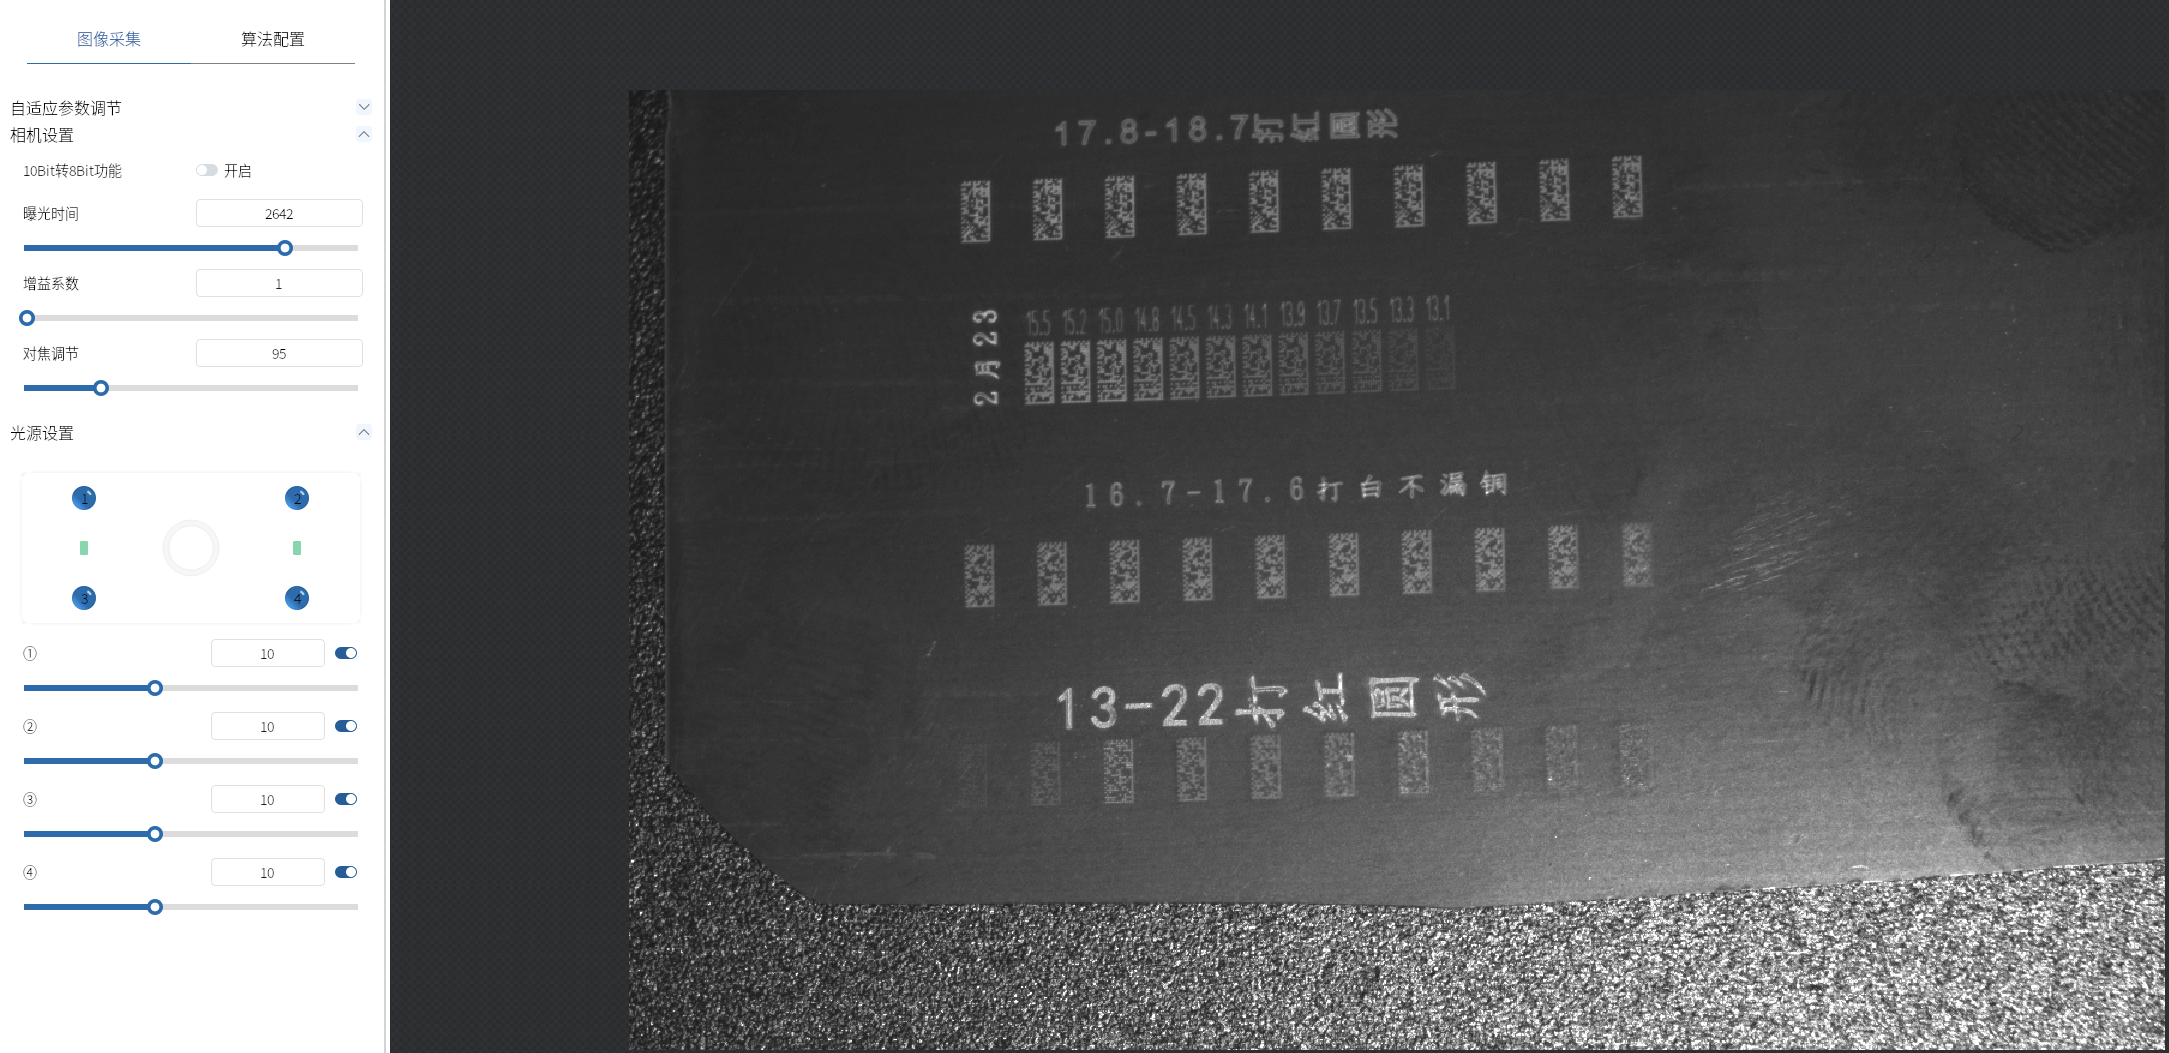 图像采集 算法配置
自适应参数调节
相机设置
10Bit转8Bit功能 开启
曝光时间 2642
增益系数 1
对焦调节 95
光源设置
1 2
3 4
① 10
② 10
③ 10
④ 10
17.8-18.7打红圆形
2月23
15.5 15.2 15.0 14.8 14.5 14.3 14.1 13.9 13.7 13.5 13.3 13.1
16.7-17.6打白不漏铜
13-22打红圆形